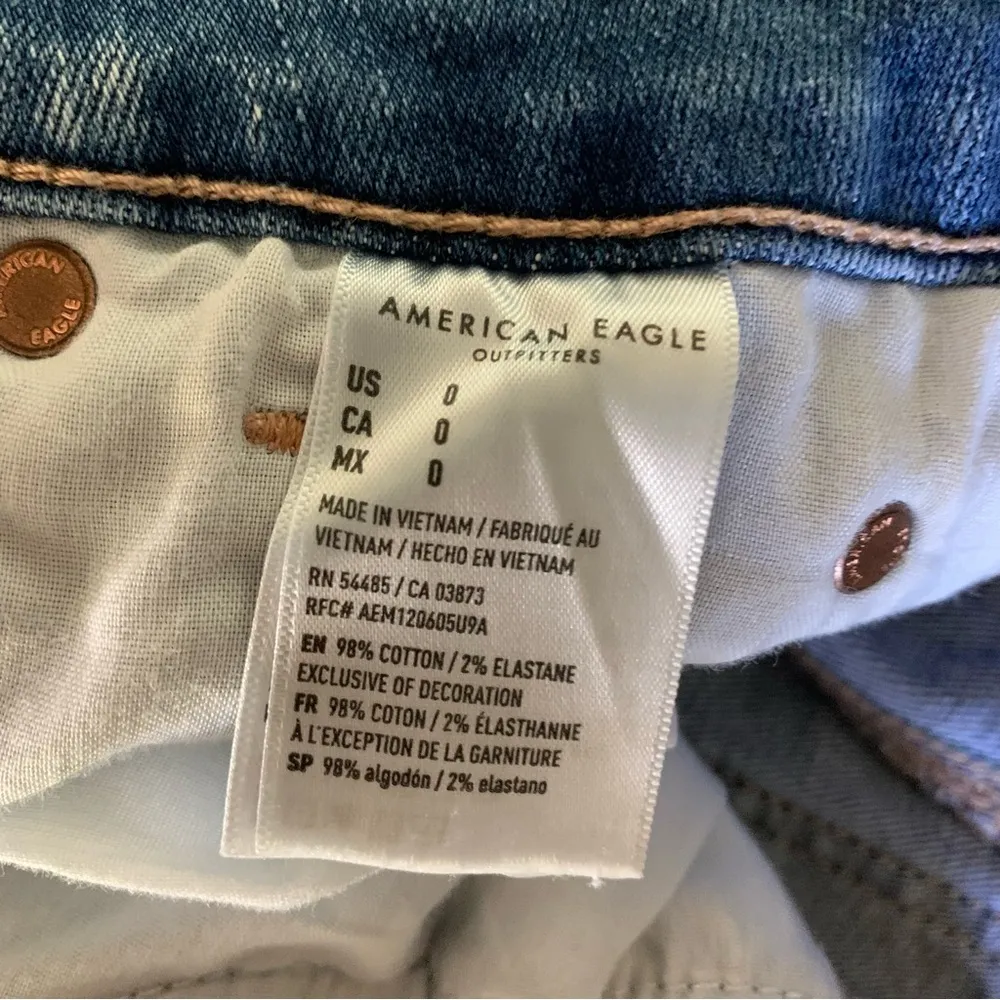 AMERICAN EAGLE
OUTFITTERS
US 0
CA 0
MX 0
MADE IN VIETNAM / FABRIQUÉ AU
VIETNAM / HECHO EN VIETNAM
RN 54485 / CA 03873
RFC# AEM120605U9A
EN 98% COTTON / 2% ELASTANE
EXCLUSIVE OF DECORATION
FR 98% COTON / 2% ÉLASTHANNE
À L'EXCEPTION DE LA GARNITURE
SP 98% algodón / 2% elastano
AMERICAN
EAGLE